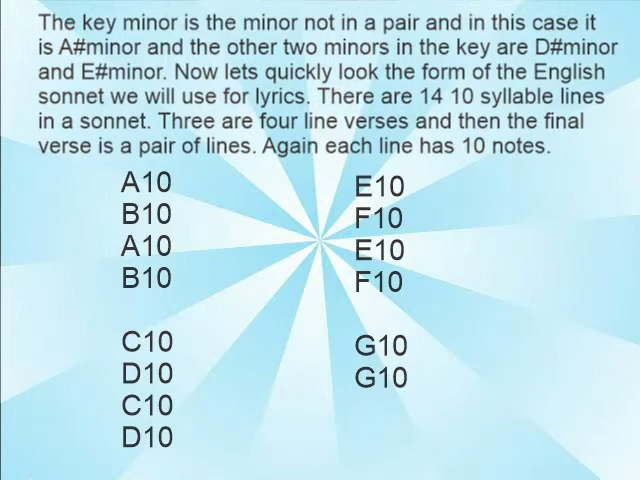 The key minor is the minor not in a pair and in this case it
is A#minor and the other two minors in the key are D#minor
and E#minor. Now lets quickly look the form of the English
sonnet we will use for lyrics. There are 14 10 syllable lines
in a sonnet. Three are four line verses and then the final
verse is a pair of lines. Again each line has 10 notes.
A10
B10
A10
B10
C10
D10
C10
D10
E10
F10
E10
F10
G10
G10